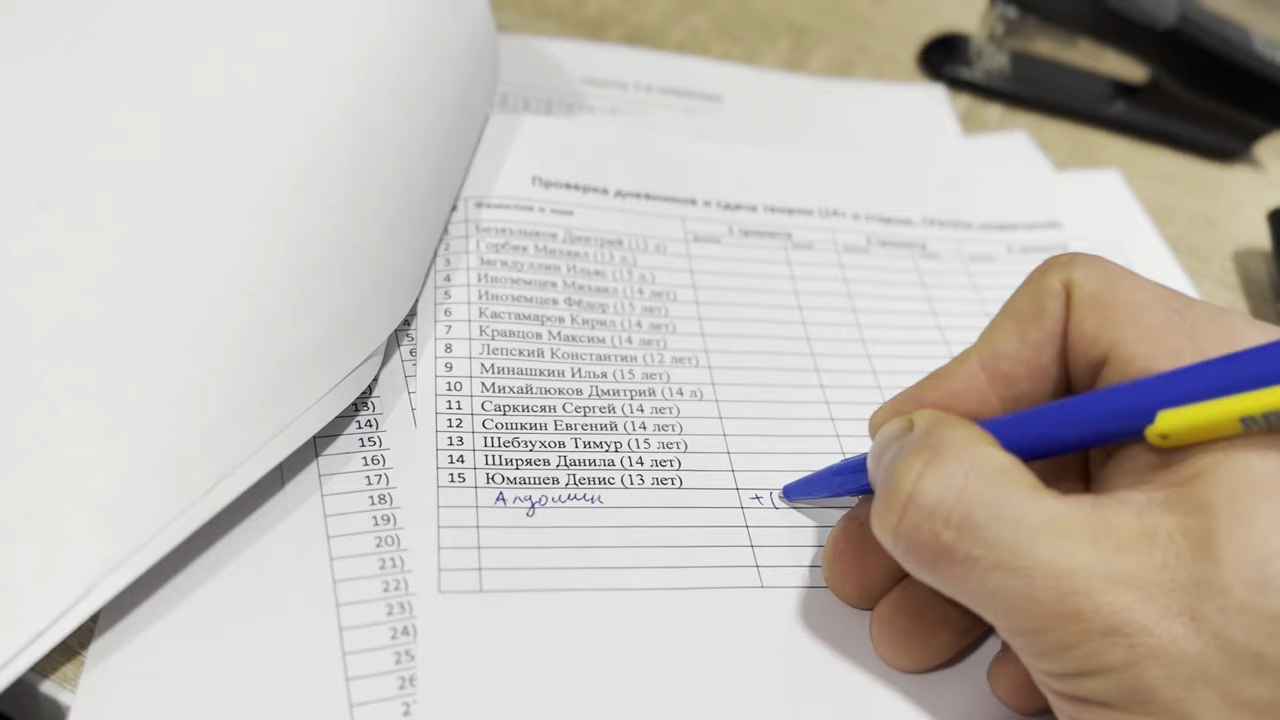 Проверка дневников и сдача теории (14+ и
Фамилия и имя
1 Безъязыков Дмитрий (13 л)
2 Горбик Михаил (13 л.)
3 Загидуллин Ильяс (15 л.)
4 Иноземцев Михаил (14 лет)
5 Иноземцев Фёдор (15 лет)
6 Кастамаров Кирил (14 лет)
7 Кравцов Максим (14 лет)
8 Лепский Константин (12 лет)
9 Минашкин Илья (15 лет)
10 Михайлюков Дмитрий (14 л)
11 Саркисян Сергей (14 лет)
12 Сошкин Евгений (14 лет)
13 Шебзухов Тимур (15 лет)
14 Ширяев Данила (14 лет)
15 Юмашев Денис (13 лет)
4
5
6
13)
14)
15)
16)
17)
18)
19)
20)
21)
22)
23)
24)
25
26